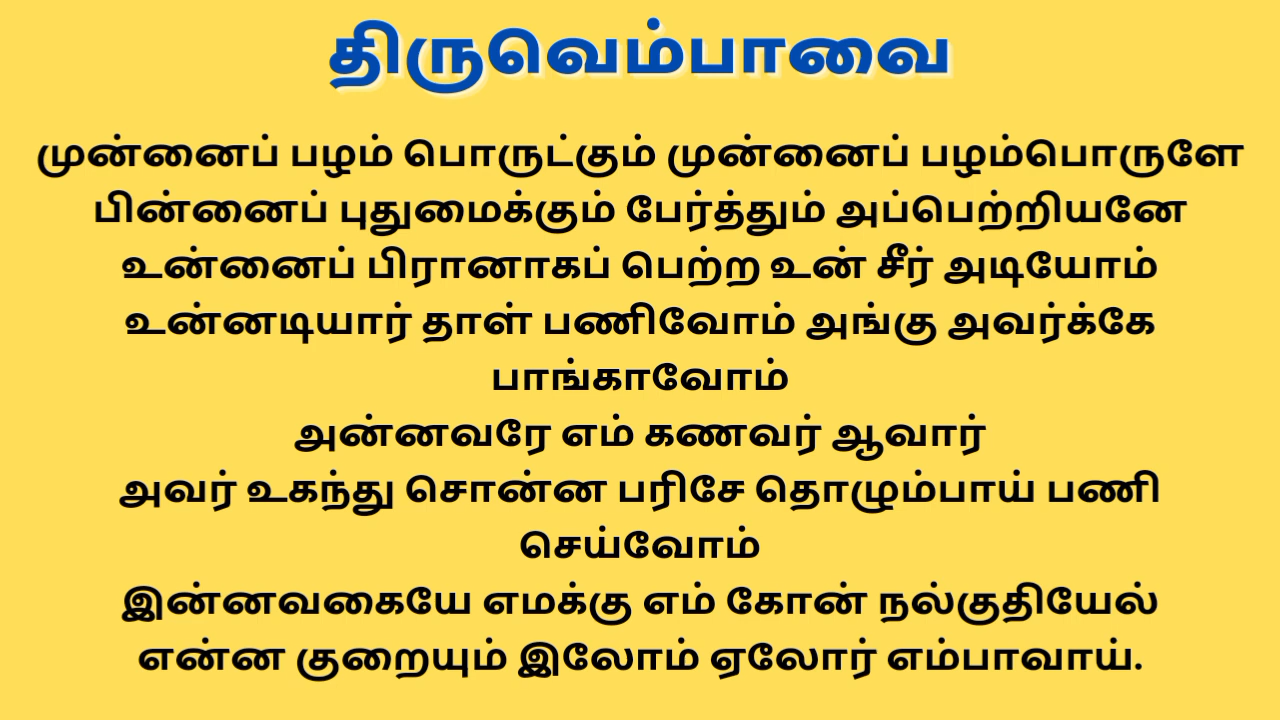 திருவெம்பாவை
முன்னைப் பழம் பொருட்கும் முன்னைப் பழம்பொருளே
பின்னைப் புதுமைக்கும் பேர்த்தும் அப்பெற்றியனே
உன்னைப் பிரானாகப் பெற்ற உன் சீர் அடியோம்
உன்னடியார் தாள் பணிவோம் அங்கு அவர்க்கே
பாங்காவோம்
அன்னவரே எம் கணவர் ஆவார்
அவர் உகந்து சொன்ன பரிசே தொழும்பாய் பணி
செய்வோம்
இன்னவகையே எமக்கு எம் கோன் நல்குதியேல்
என்ன குறையும் இலோம் ஏலோர் எம்பாவாய்.